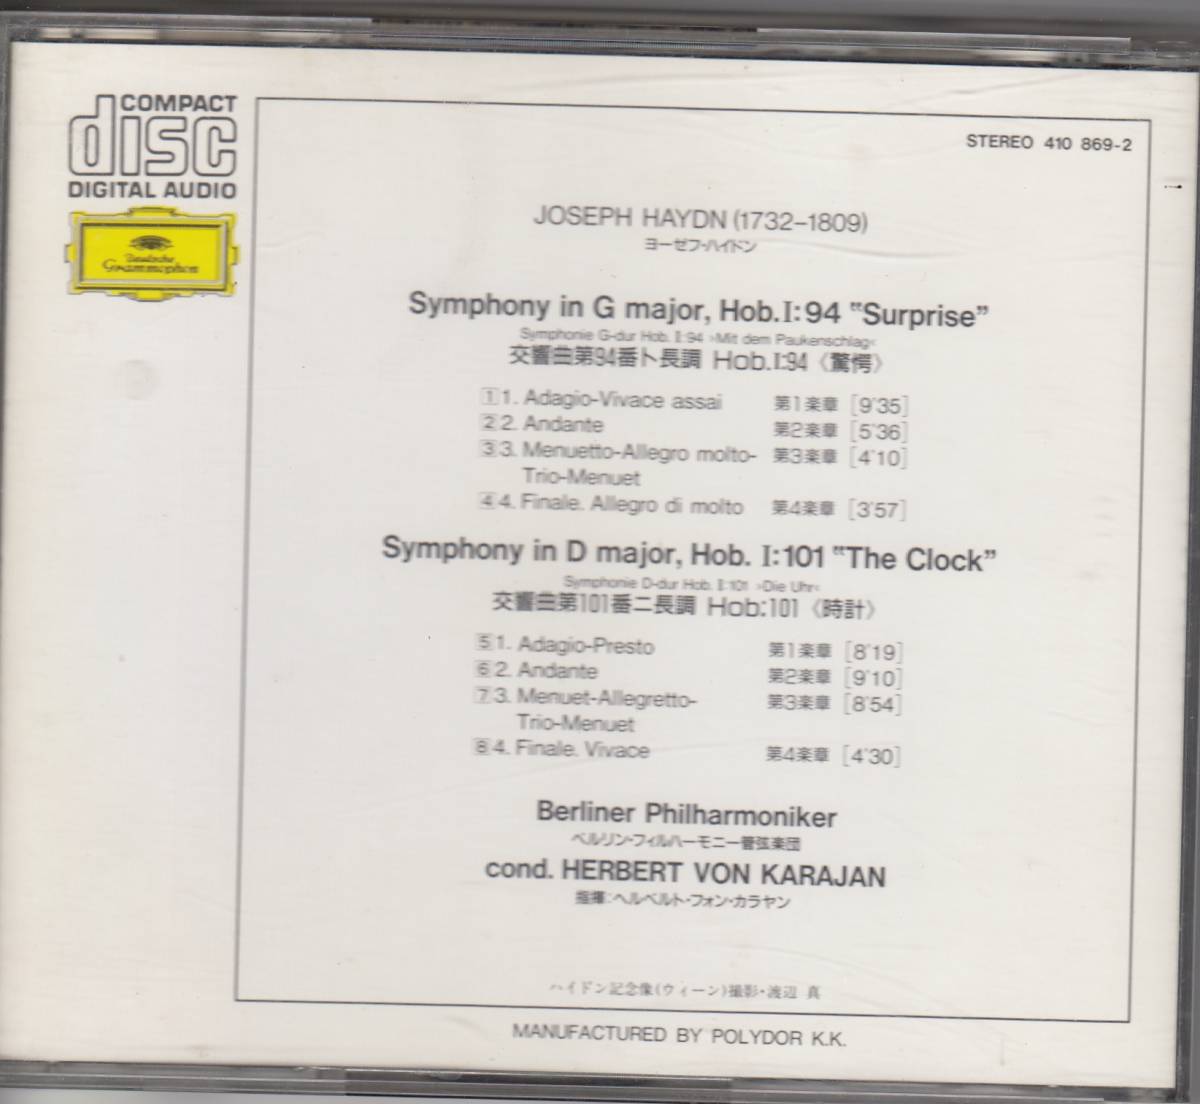 COMPACT
disc
DIGITAL AUDIO
Deutsche
Grammophon
STEREO 410 869-2
JOSEPH HAYDN (1732–1809)
ヨーゼフ・ハイドン
Symphony in G major, Hob.I:94 "Surprise"
Symphonie G-dur Hob. I:94 ›Mit dem Paukenschlag‹
交響曲第94番ト長調 Hob.I:94〈驚愕〉
1 1. Adagio-Vivace assai 第1楽章 [9'35]
2 2. Andante 第2楽章 [5'36]
3 3. Menuetto-Allegro molto- 第3楽章 [4'10]
Trio-Menuet
4 4. Finale. Allegro di molto 第4楽章 [3'57]
Symphony in D major, Hob. I:101 "The Clock"
Symphonie D-dur Hob. I:101 ›Die Uhr‹
交響曲第101番ニ長調 Hob:101〈時計〉
5 1. Adagio-Presto 第1楽章 [8'19]
6 2. Andante 第2楽章 [9'10]
7 3. Menuet-Allegretto- 第3楽章 [8'54]
Trio-Menuet
8 4. Finale. Vivace 第4楽章 [4'30]
Berliner Philharmoniker
ベルリン・フィルハーモニー管弦楽団
cond. HERBERT VON KARAJAN
指揮:ヘルベルト・フォン・カラヤン
ハイドン記念像(ウィーン)撮影・渡辺 真
MANUFACTURED BY POLYDOR K.K.